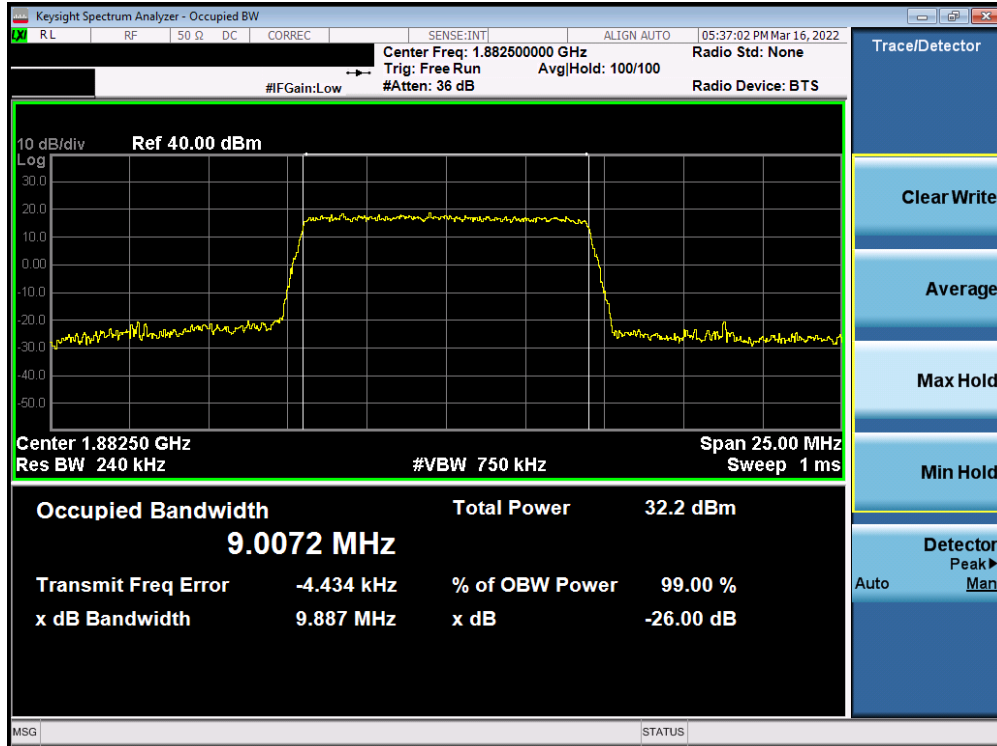 Keysight Spectrum Analyzer - Occupied BW
LXI RL RF 50 Ω DC CORREC SENSE:INT ALIGN AUTO 05:37:02 PM Mar 16, 2022
Center Freq: 1.882500000 GHz Radio Std: None
Trig: Free Run Avg|Hold: 100/100
#IFGain:Low #Atten: 36 dB Radio Device: BTS
10 dB/div Ref 40.00 dBm
Log
30.0
20.0
10.0
0.00
-10.0
-20.0
-30.0
-40.0
-50.0
Center 1.88250 GHz Span 25.00 MHz
Res BW 240 kHz #VBW 750 kHz Sweep 1 ms
Occupied Bandwidth Total Power 32.2 dBm
9.0072 MHz
Transmit Freq Error -4.434 kHz % of OBW Power 99.00 %
x dB Bandwidth 9.887 MHz x dB -26.00 dB
MSG STATUS
Trace/Detector
Clear Write
Average
Max Hold
Min Hold
Detector
Peak▶
Auto Man